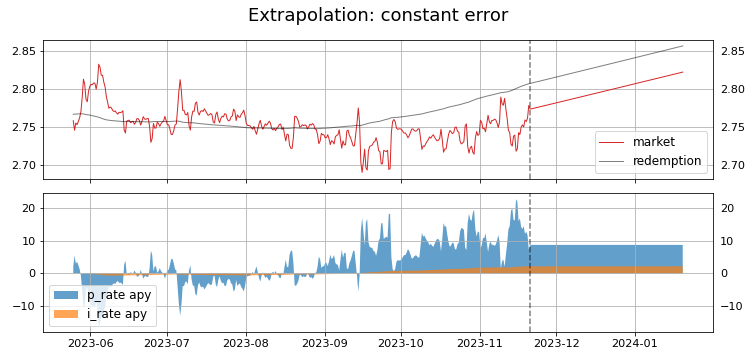 Extrapolation: constant error
2.85 2.85
2.80 2.80
2.75 2.75
2.70 2.70
market
redemption
20 20
10 10
0 0
−10 −10
p_rate apy
i_rate apy
2023-06 2023-07 2023-08 2023-09 2023-10 2023-11 2023-12 2024-01